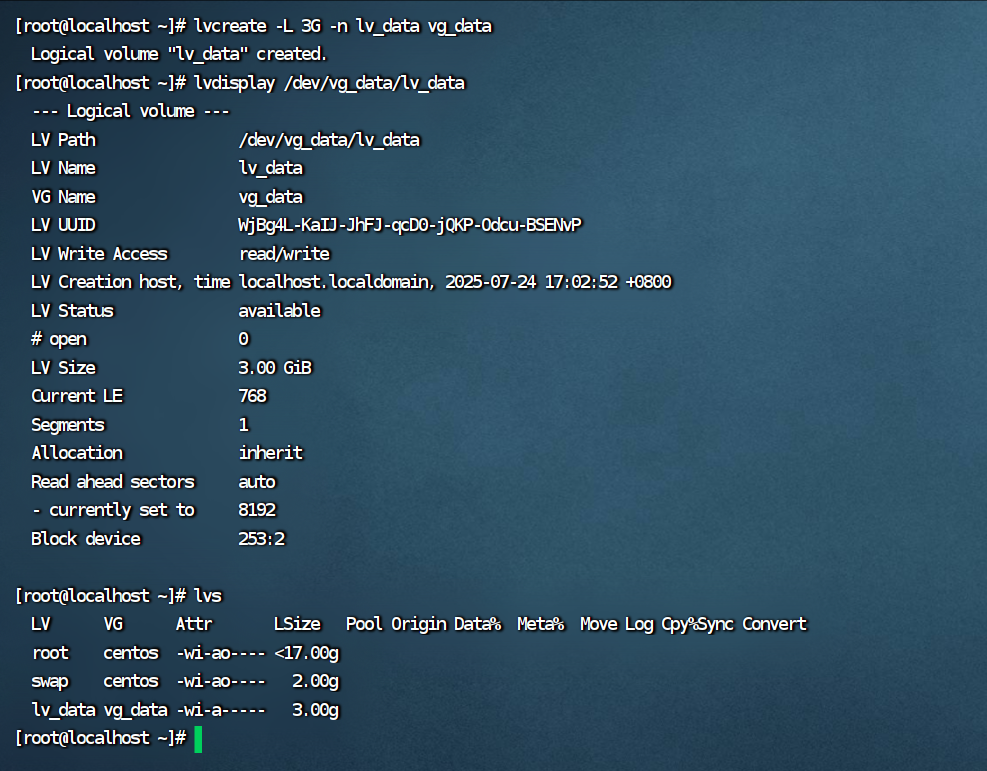 [root@localhost ~]# lvcreate -L 3G -n lv_data vg_data
  Logical volume "lv_data" created.
[root@localhost ~]# lvdisplay /dev/vg_data/lv_data
  --- Logical volume ---
  LV Path                /dev/vg_data/lv_data
  LV Name                lv_data
  VG Name                vg_data
  LV UUID                WjBg4L-KaIJ-JhFJ-qcD0-jQKP-Odcu-BSENvP
  LV Write Access        read/write
  LV Creation host, time localhost.localdomain, 2025-07-24 17:02:52 +0800
  LV Status              available
  # open                 0
  LV Size                3.00 GiB
  Current LE             768
  Segments               1
  Allocation             inherit
  Read ahead sectors     auto
  - currently set to     8192
  Block device           253:2

[root@localhost ~]# lvs
  LV      VG      Attr       LSize   Pool Origin Data%  Meta%  Move Log Cpy%Sync Convert
  root    centos  -wi-ao---- <17.00g
  swap    centos  -wi-ao----   2.00g
  lv_data vg_data -wi-a-----   3.00g
[root@localhost ~]#